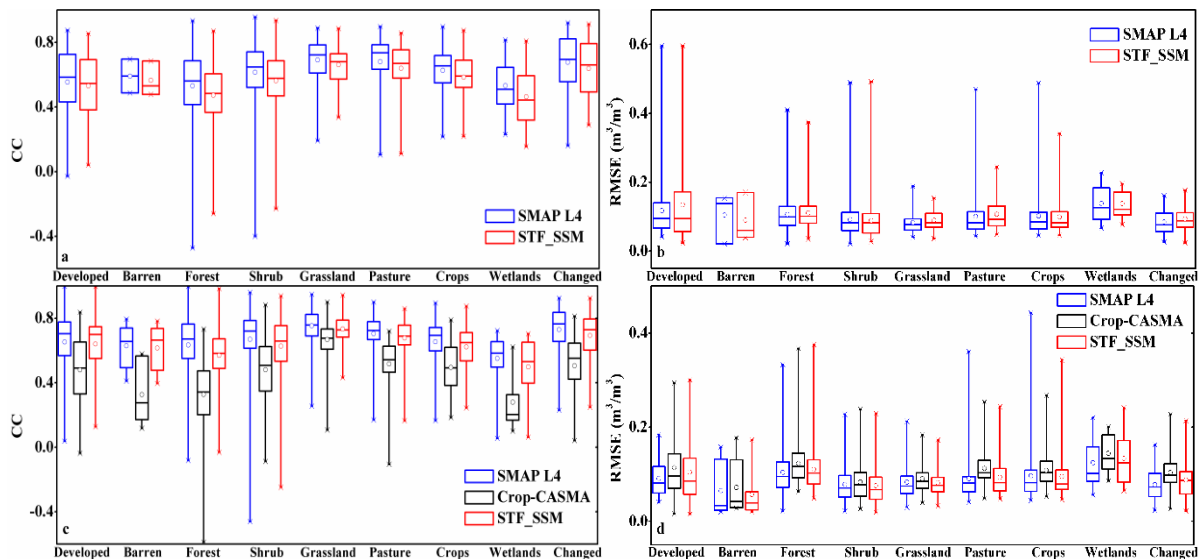 0.8
0.4
0.0
-0.4
CC
SMAP L4
STF_SSM
a
Developed Barren Forest Shrub Grassland Pasture Crops Wetlands Changed
0.6
0.4
0.2
0.0
RMSE (m³/m³)
SMAP L4
STF_SSM
b
Developed Barren Forest Shrub Grassland Pasture Crops Wetlands Changed
0.8
0.4
0.0
-0.4
CC
SMAP L4
Crop-CASMA
STF_SSM
c
Developed Barren Forest Shrub Grassland Pasture Crops Wetlands Changed
0.4
0.2
0.0
RMSE (m³/m³)
SMAP L4
Crop-CASMA
STF_SSM
d
Developed Barren Forest Shrub Grassland Pasture Crops Wetlands Changed